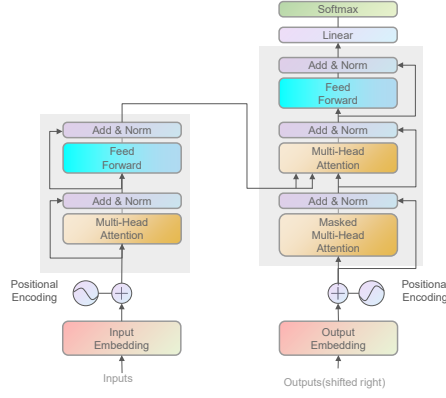 Softmax
Linear
Add & Norm
Feed
Forward
Add & Norm
Multi-Head
Attention
Add & Norm
Masked
Multi-Head
Attention
Positional
Encoding
Output
Embedding
Outputs(shifted right)
Add & Norm
Feed
Forward
Add & Norm
Multi-Head
Attention
Positional
Encoding
Input
Embedding
Inputs